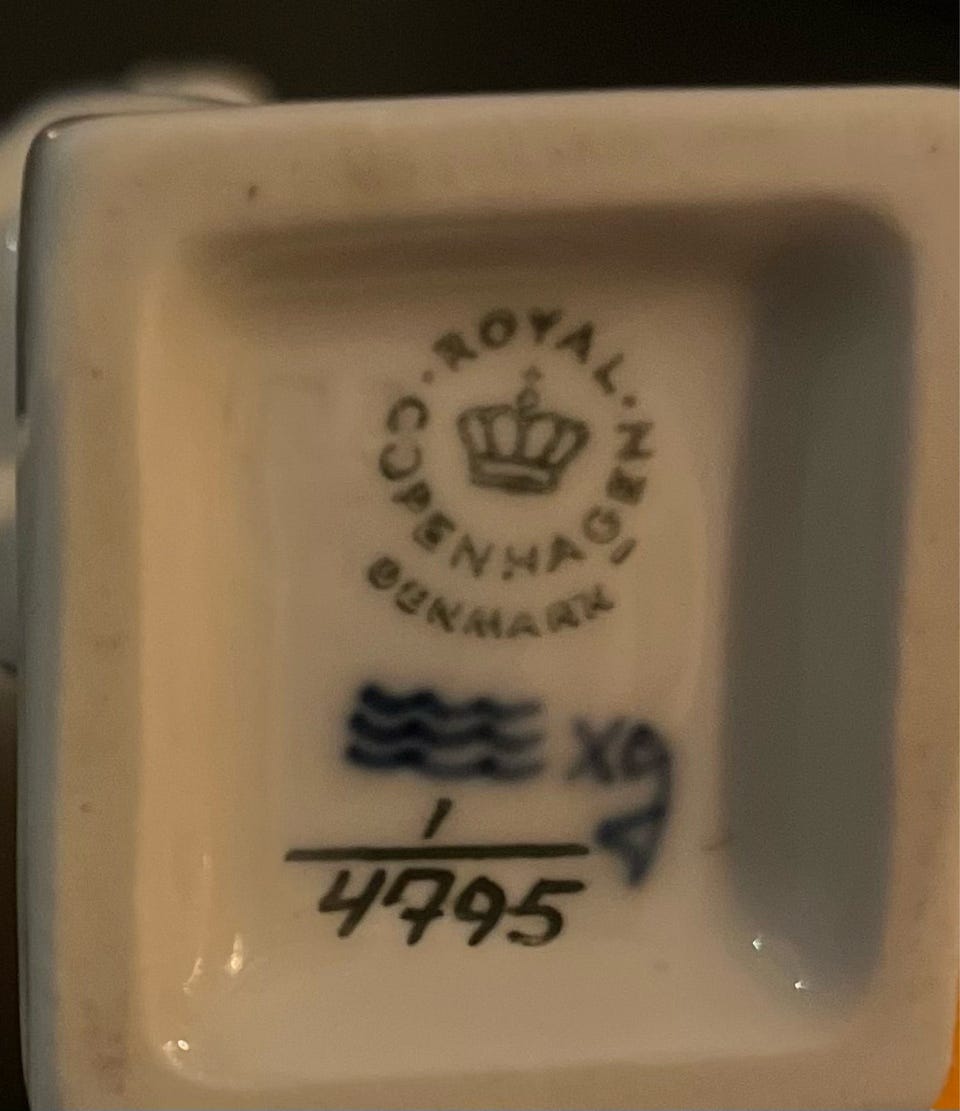 ROYAL
COPENHAGEN
DENMARK
1
4795